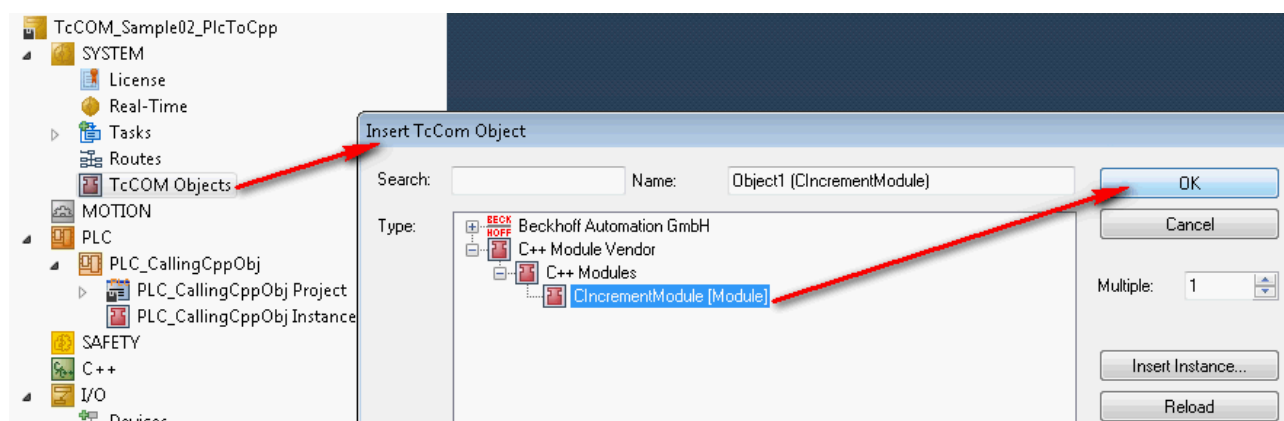 TcCOM_Sample02_PlcToCpp
SYSTEM
License
Real-Time
Tasks
Routes
TcCOM Objects
MOTION
PLC
PLC_CallingCppObj
PLC_CallingCppObj Project
PLC_CallingCppObj Instance
SAFETY
C++
I/O
Devices
Insert TcCom Object
Search:
Name: Object1 (CIncrementModule)
OK
Type:
BECKHOFF Beckhoff Automation GmbH
C++ Module Vendor
C++ Modules
CIncrementModule [Module]
Cancel
Multiple: 1
Insert Instance...
Reload